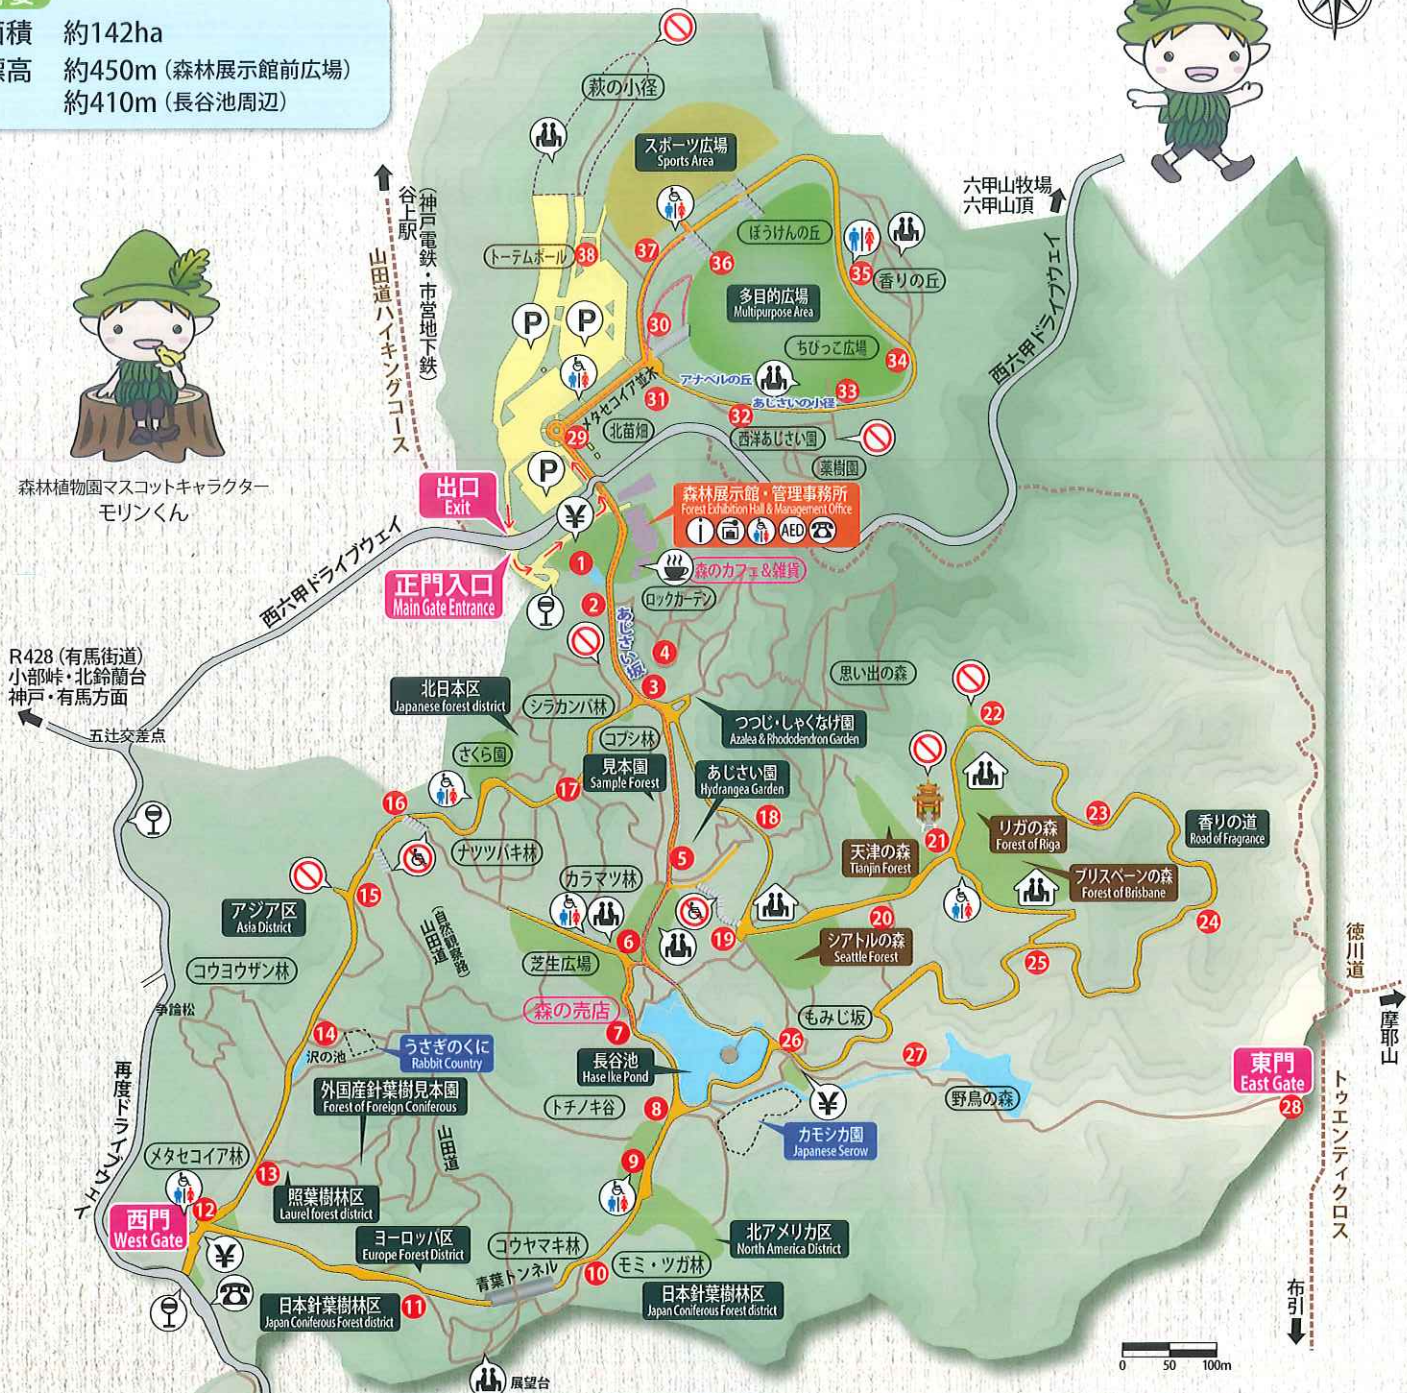 約142ha
約450m（森林展示館前広場）
約410m（長谷池周辺）
萩の小径
スポーツ広場
Sports Area
六甲山牧場
六甲山頂
（神戸電鉄・市営地下鉄）
谷上駅
山田道ハイキングコース
トーテムポール
38
37
36
ぼうけんの丘
35
香りの丘
西六甲ドライブウェイ
P
P
30
多目的広場
Multipurpose Area
ちびっこ広場
34
アナベルの丘
33
あじさいの小径
メタセコイア並木
31
32
29
北苗畑
西洋あじさい園
薬樹園
P
森林植物園マスコットキャラクター
モリンくん
出口
Exit
¥
森林展示館・管理事務所
Forest Exhibition Hall & Management Office
i
AED
西六甲ドライブウェイ
正門入口
Main Gate Entrance
1
森のカフェ&雑貨
2
ロックガーデン
あじさい坂
4
R428（有馬街道）
小部峠・北鈴蘭台
神戸・有馬方面
五辻交差点
3
思い出の森
北日本区
Japanese forest district
シラカンバ林
つつじ・しゃくなげ園
Azalea & Rhododendron Garden
22
さくら園
コブシ林
見本園
Sample Forest
あじさい園
Hydrangea Garden
17
16
18
23
香りの道
Road of Fragrance
リガの森
Forest of Riga
21
天津の森
Tianjin Forest
ナツツバキ林
5
カラマツ林
ブリスベーンの森
Forest of Brisbane
15
アジア区
Asia District
（自然観察路）
山田道
20
24
19
6
シアトルの森
Seattle Forest
25
徳川道
コウヨウザン林
芝生広場
争論松
森の売店
7
もみじ坂
摩耶山
14
沢の池
うさぎのくに
Rabbit Country
26
27
長谷池
Hase Ike Pond
東門
East Gate
28
再度ドライブウェイ
外国産針葉樹見本園
Forest of Foreign Coniferous
トチノキ谷
8
¥
野鳥の森
カモシカ園
Japanese Serow
トゥエンティクロス
山田道
メタセコイア林
13
9
照葉樹林区
Laurel forest district
12
西門
West Gate
¥
ヨーロッパ区
Europe Forest District
コウヤマキ林
北アメリカ区
North America District
青葉トンネル
10
モミ・ツガ林
日本針葉樹林区
Japan Coniferous Forest district
11
日本針葉樹林区
Japan Coniferous Forest district
布引
0 50 100m
展望台